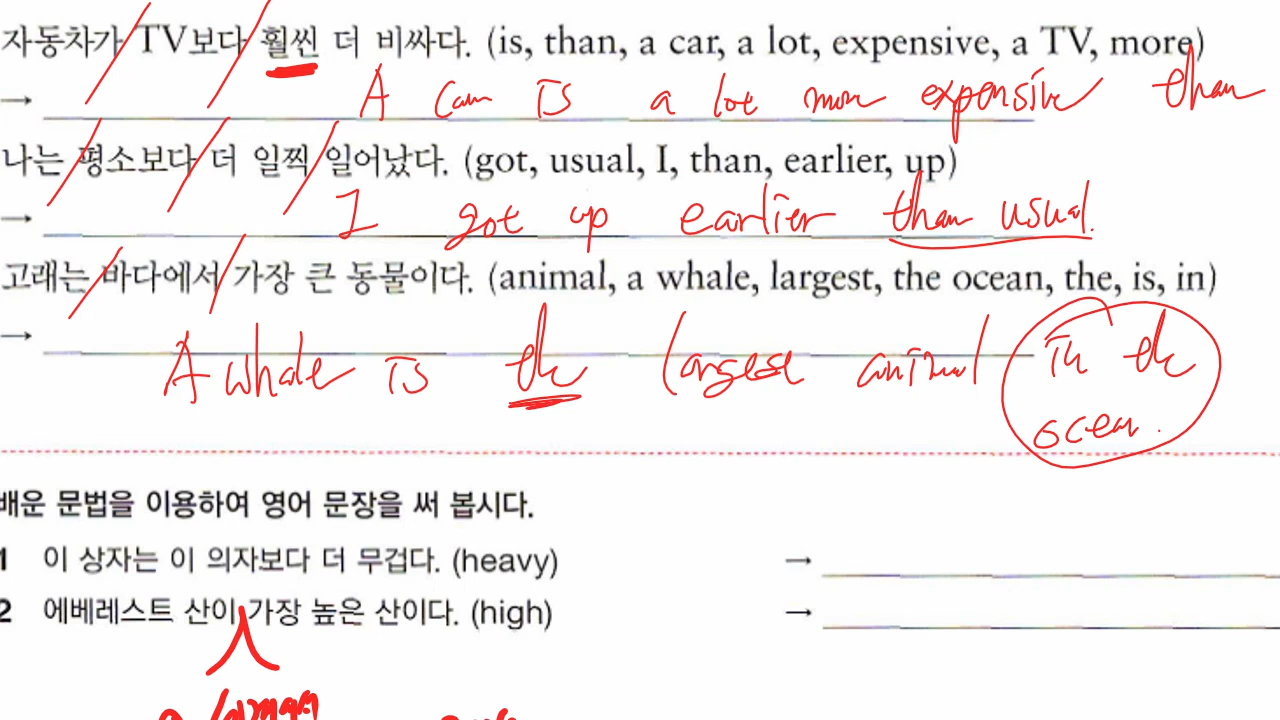 자동차가 TV보다 훨씬 더 비싸다. (is, than, a car, a lot, expensive, a TV, more)
→ A car is a lot more expensive than
나는 평소보다 더 일찍 일어났다. (got, usual, I, than, earlier, up)
→ I got up earlier than usual.
고래는 바다에서 가장 큰 동물이다. (animal, a whale, largest, the ocean, the, is, in)
→ A whale is the largest animal in the
ocean.
배운 문법을 이용하여 영어 문장을 써 봅시다.
1 이 상자는 이 의자보다 더 무겁다. (heavy) →
2 에베레스트 산이 가장 높은 산이다. (high) →